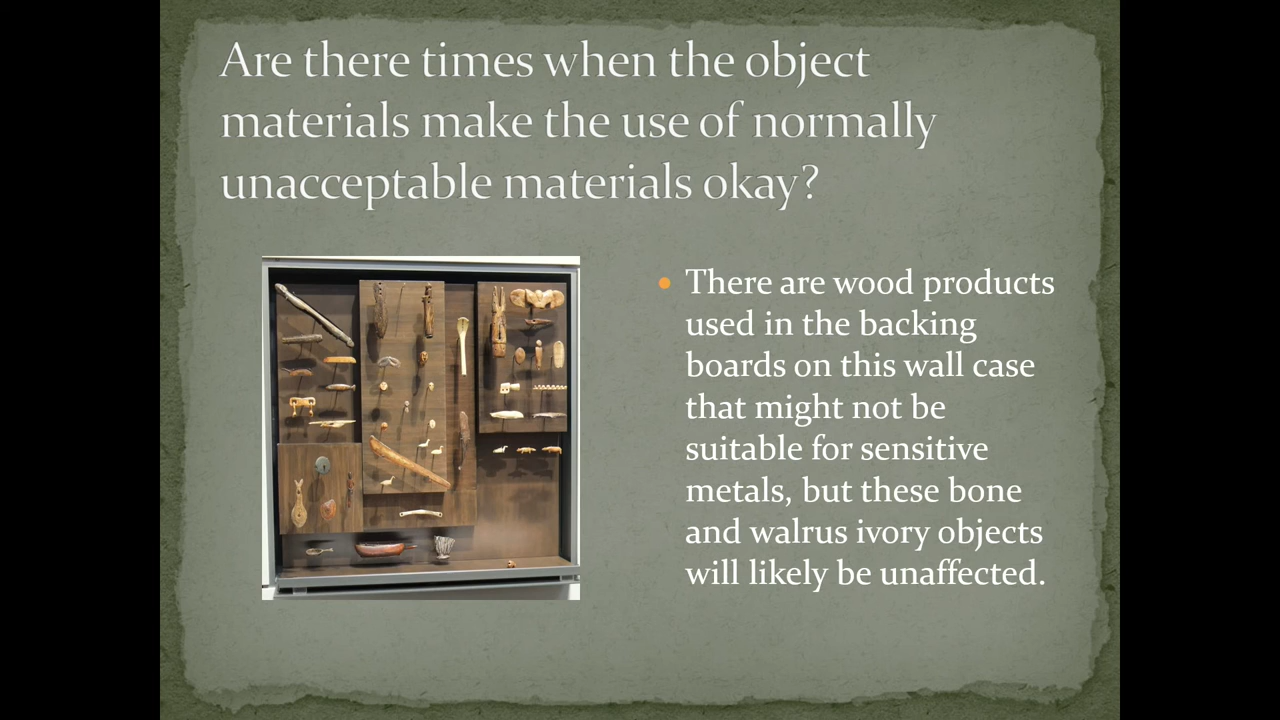 Are there times when the object
materials make the use of normally
unacceptable materials okay?
There are wood products
used in the backing
boards on this wall case
that might not be
suitable for sensitive
metals, but these bone
and walrus ivory objects
will likely be unaffected.